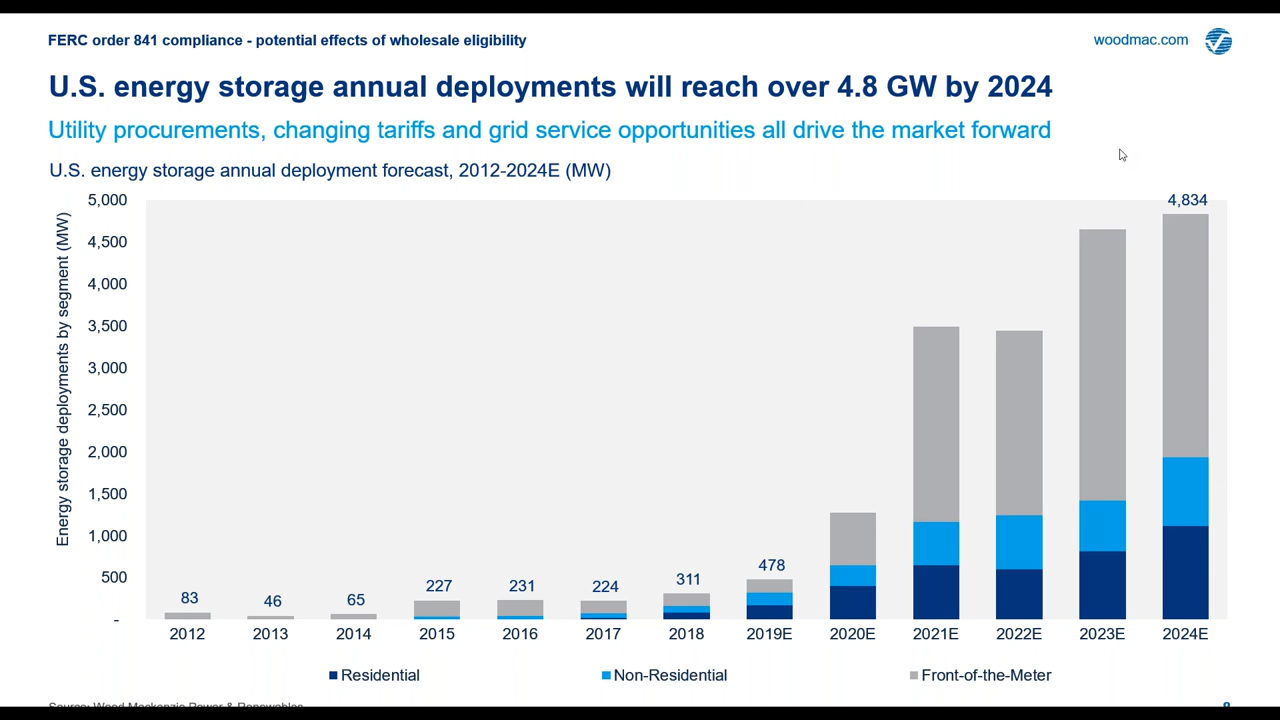 FERC order 841 compliance - potential effects of wholesale eligibility
woodmac.com
U.S. energy storage annual deployments will reach over 4.8 GW by 2024
Utility procurements, changing tariffs and grid service opportunities all drive the market forward
U.S. energy storage annual deployment forecast, 2012-2024E (MW)
Energy storage deployments by segment (MW)
5,000
4,500
4,000
3,500
3,000
2,500
2,000
1,500
1,000
500
-
83
46
65
227
231
224
311
478
4,834
2012
2013
2014
2015
2016
2017
2018
2019E
2020E
2021E
2022E
2023E
2024E
Residential
Non-Residential
Front-of-the-Meter
Source: Wood Mackenzie Power & Renewables